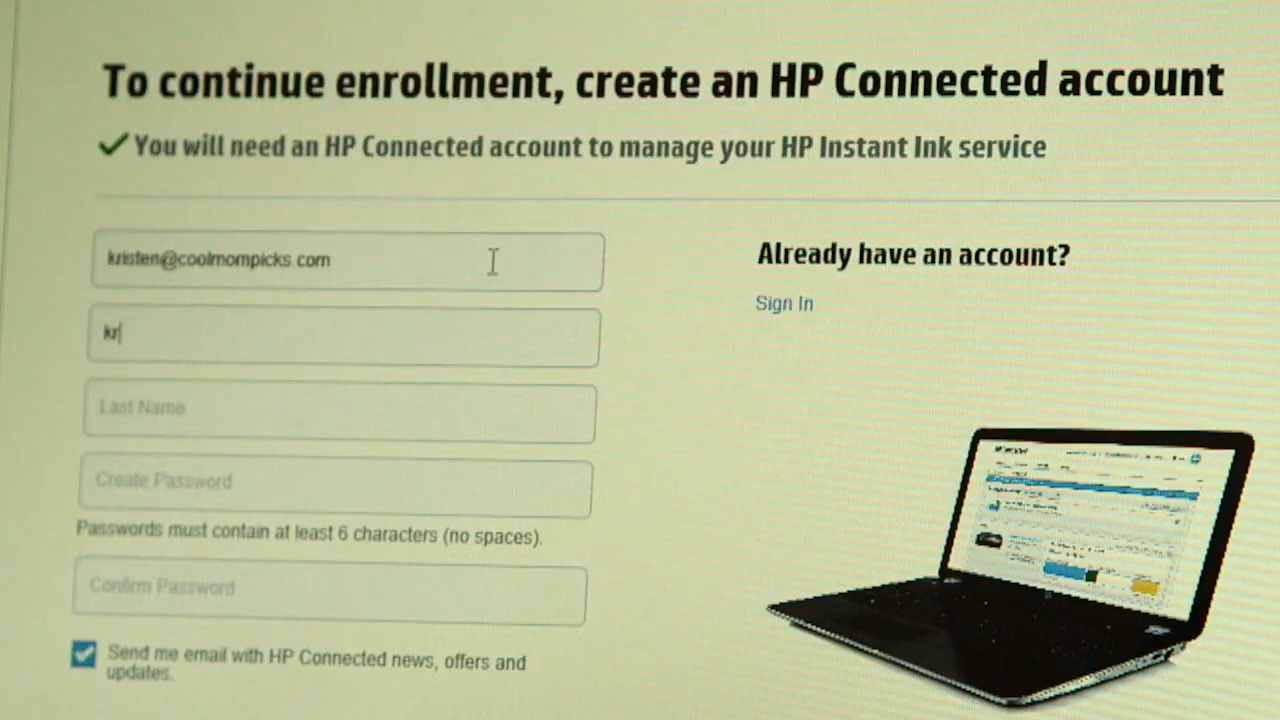 To continue enrollment, create an HP Connected account
You will need an HP Connected account to manage your HP Instant Ink service
kristen@coolmompicks.com
kr
Last Name
Create Password
Passwords must contain at least 6 characters (no spaces).
Confirm Password
Send me email with HP Connected news, offers and
updates.
Already have an account?
Sign In